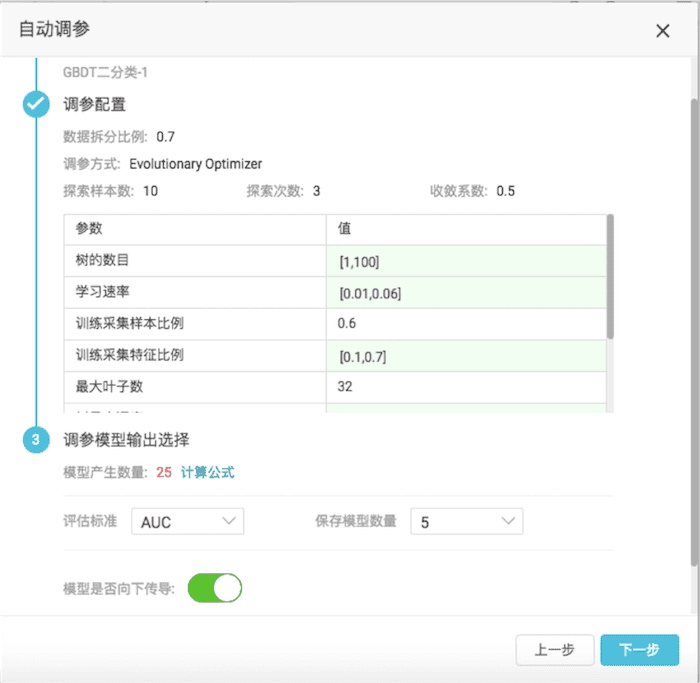 自动调参
GBDT二分类-1
调参配置
数据拆分比例: 0.7
调参方式: Evolutionary Optimizer
探索样本数: 10 探索次数: 3 收敛系数: 0.5
参数 值
树的数目 [1,100]
学习速率 [0.01,0.06]
训练采集样本比例 0.6
训练采集特征比例 [0.1,0.7]
最大叶子数 32
3 调参模型输出选择
模型产生数量: 25 计算公式
评估标准 AUC 保存模型数量 5
模型是否向下传导:
上一步 下一步